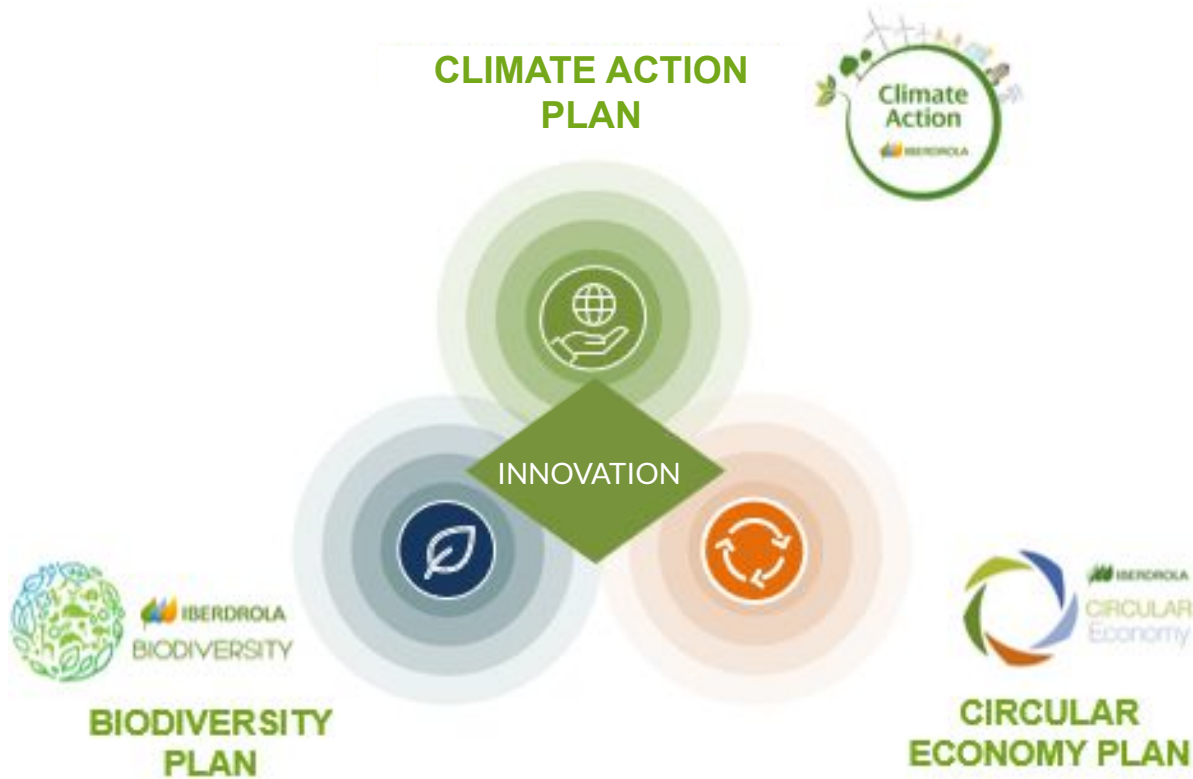 CLIMATE ACTION
PLAN
Climate
Action
IBERDROLA
INNOVATION
IBERDROLA
BIODIVERSITY
BIODIVERSITY
PLAN
IBERDROLA
CIRCULAR
Economy
CIRCULAR
ECONOMY PLAN